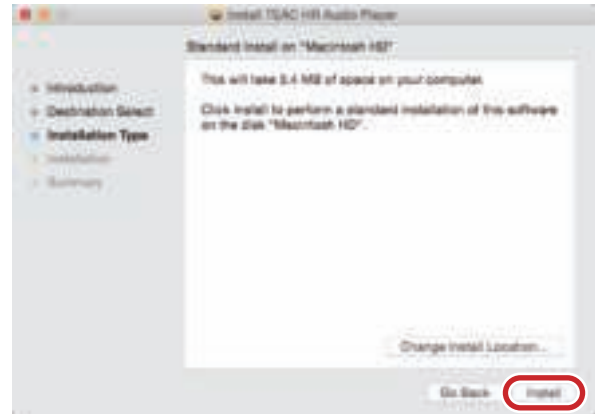 Install TEAC HR Audio Player
Standard Install on "Macintosh HD"
Introduction
Destination Select
Installation Type
Installation
Summary
This will take 5.4 MB of space on your computer.
Click Install to perform a standard installation of this software
on the disk "Macintosh HD".
Change Install Location...
Go Back
Install